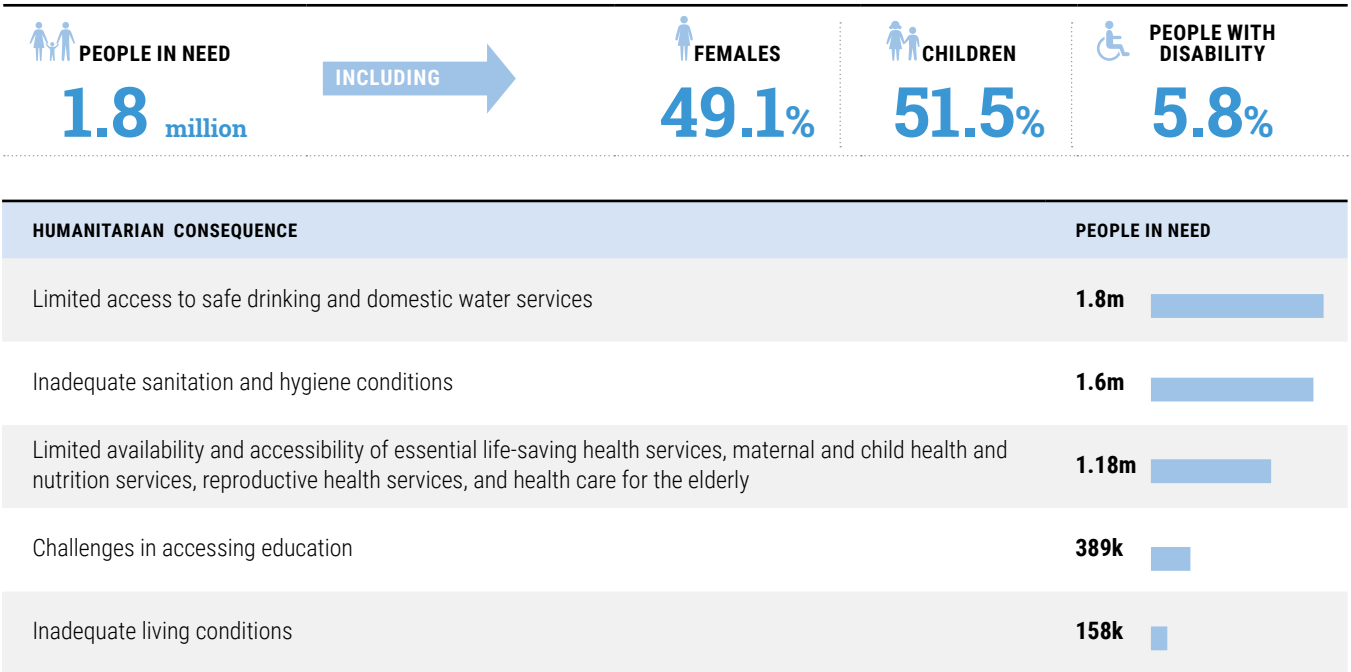 PEOPLE IN NEED
1.8 million
INCLUDING
FEMALES
49.1%
CHILDREN
51.5%
PEOPLE WITH
DISABILITY
5.8%
HUMANITARIAN CONSEQUENCE PEOPLE IN NEED
Limited access to safe drinking and domestic water services 1.8m
Inadequate sanitation and hygiene conditions 1.6m
Limited availability and accessibility of essential life-saving health services, maternal and child health and
nutrition services, reproductive health services, and health care for the elderly 1.18m
Challenges in accessing education 389k
Inadequate living conditions 158k